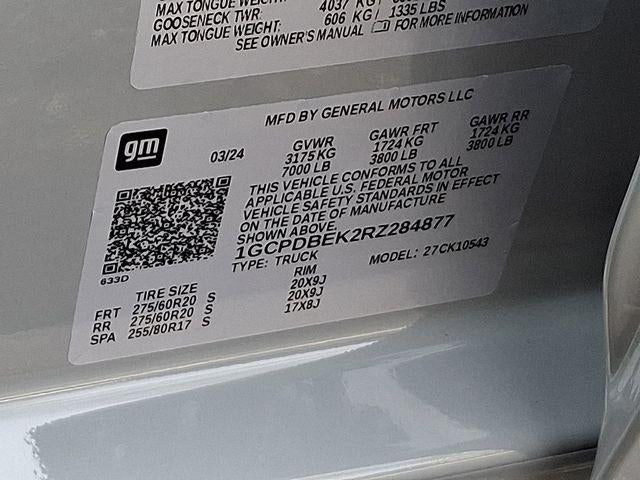 MAX TONGUE WEIGHT:
GOOSENECK TWR: 4037 KG/
MAX TONGUE WEIGHT: 606 KG/ 1335 LBS
SEE OWNER'S MANUAL FOR MORE INFORMATION
MFD BY GENERAL MOTORS LLC
gm
03/24
GVWR GAWR FRT GAWR RR
3175 KG 1724 KG 1724 KG
7000 LB 3800 LB 3800 LB
THIS VEHICLE CONFORMS TO ALL
APPLICABLE U.S. FEDERAL MOTOR
VEHICLE SAFETY STANDARDS IN EFFECT
ON THE DATE OF MANUFACTURE
SHOWN ABOVE.
1GCPDBEK2RZ284877
TYPE: TRUCK MODEL: 27CK10543
633D
TIRE SIZE RIM
FRT 275/60R20 S 20X9J
RR 275/60R20 S 20X9J
SPA 255/80R17 S 17X8J